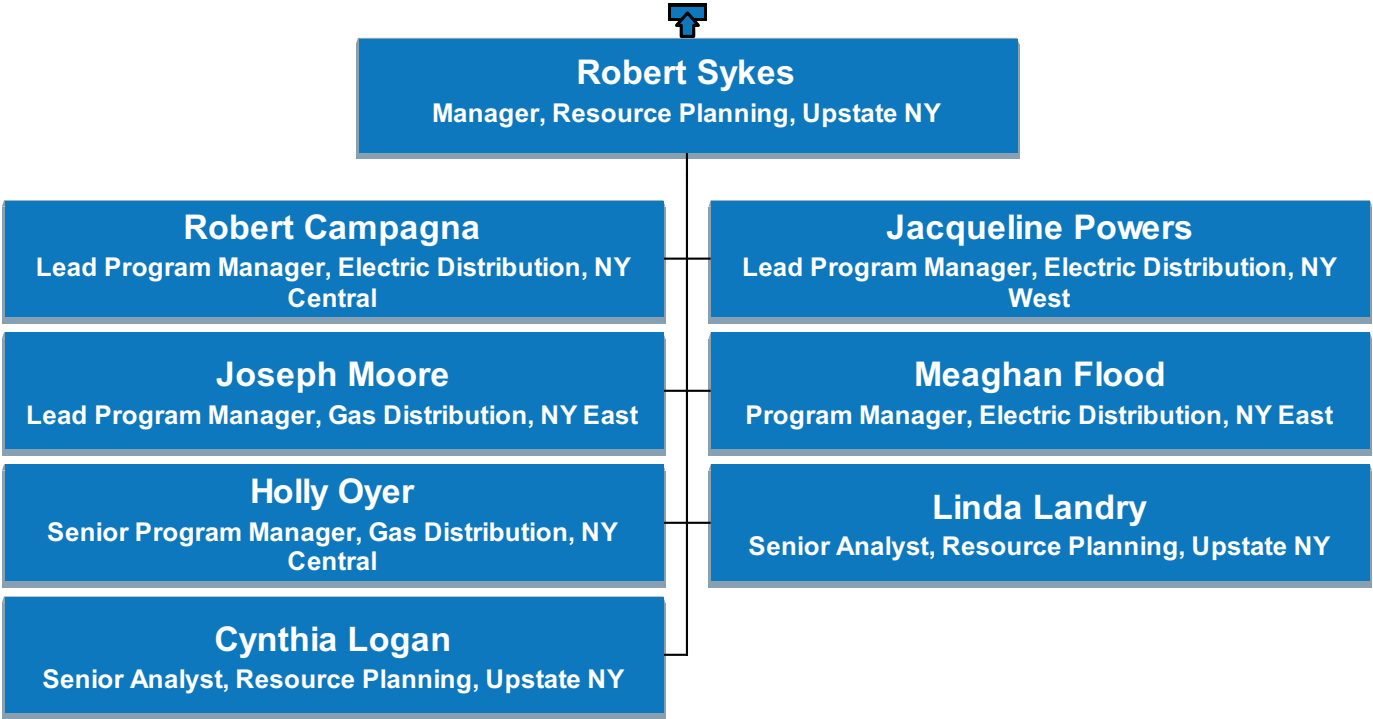 Robert Sykes
Manager, Resource Planning, Upstate NY
Robert Campagna
Lead Program Manager, Electric Distribution, NY
Central
Jacqueline Powers
Lead Program Manager, Electric Distribution, NY
West
Joseph Moore
Lead Program Manager, Gas Distribution, NY East
Meaghan Flood
Program Manager, Electric Distribution, NY East
Holly Oyer
Senior Program Manager, Gas Distribution, NY
Central
Linda Landry
Senior Analyst, Resource Planning, Upstate NY
Cynthia Logan
Senior Analyst, Resource Planning, Upstate NY